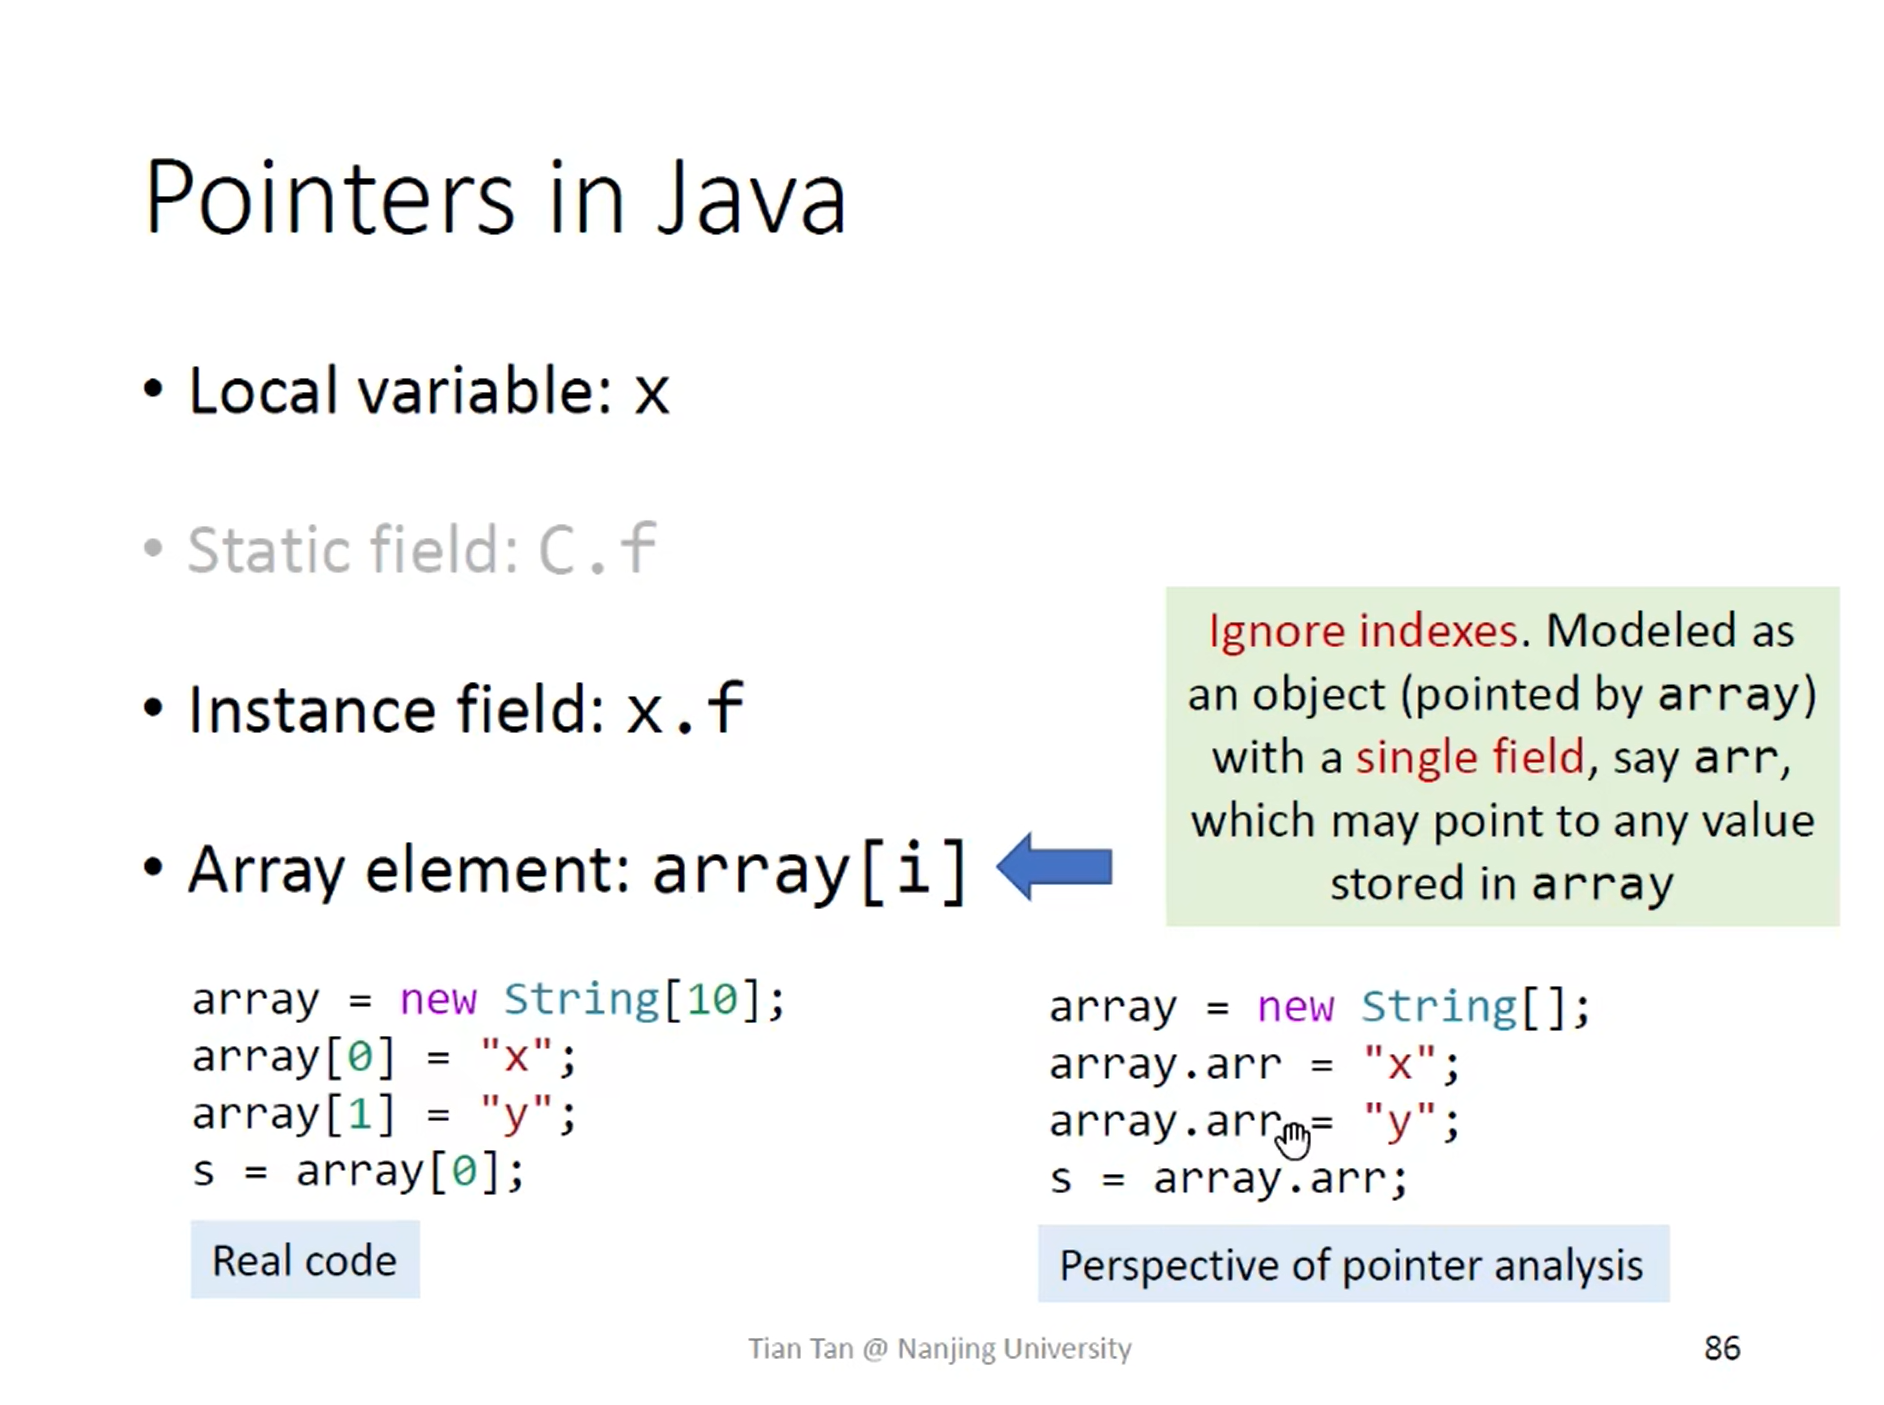 Pointers in Java
• Local variable: x
• Static field: C.f
• Instance field: x.f
• Array element: array[i]
Ignore indexes. Modeled as
an object (pointed by array)
with a single field, say arr,
which may point to any value
stored in array
array = new String[10];
array[0] = "x";
array[1] = "y";
s = array[0];
Real code
array = new String[];
array.arr = "x";
array.arr = "y";
s = array.arr;
Perspective of pointer analysis
Tian Tan @ Nanjing University
86